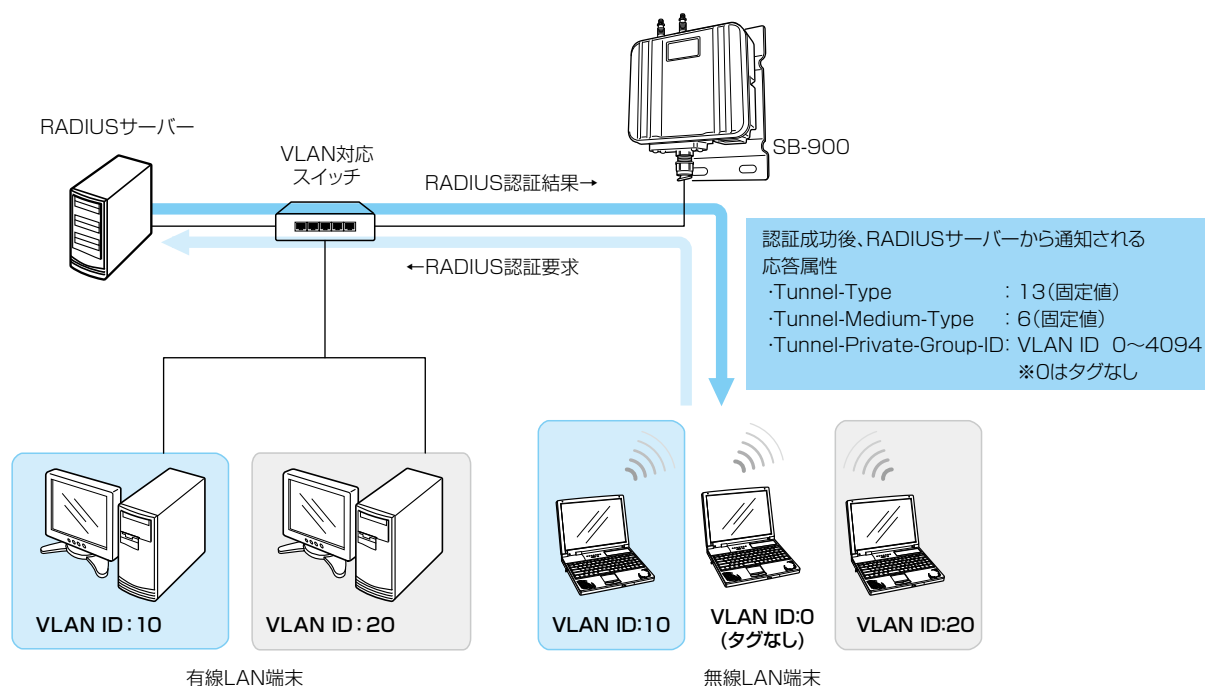 RADIUSサーバー
VLAN対応
スイッチ
SB-900
RADIUS認証結果→
←RADIUS認証要求
認証成功後、RADIUSサーバーから通知される
応答属性
・Tunnel-Type : 13(固定値)
・Tunnel-Medium-Type : 6(固定値)
・Tunnel-Private-Group-ID: VLAN ID 0～4094
※0はタグなし
VLAN ID:10
VLAN ID:20
有線LAN端末
VLAN ID:10
VLAN ID:0
(タグなし)
VLAN ID:20
無線LAN端末